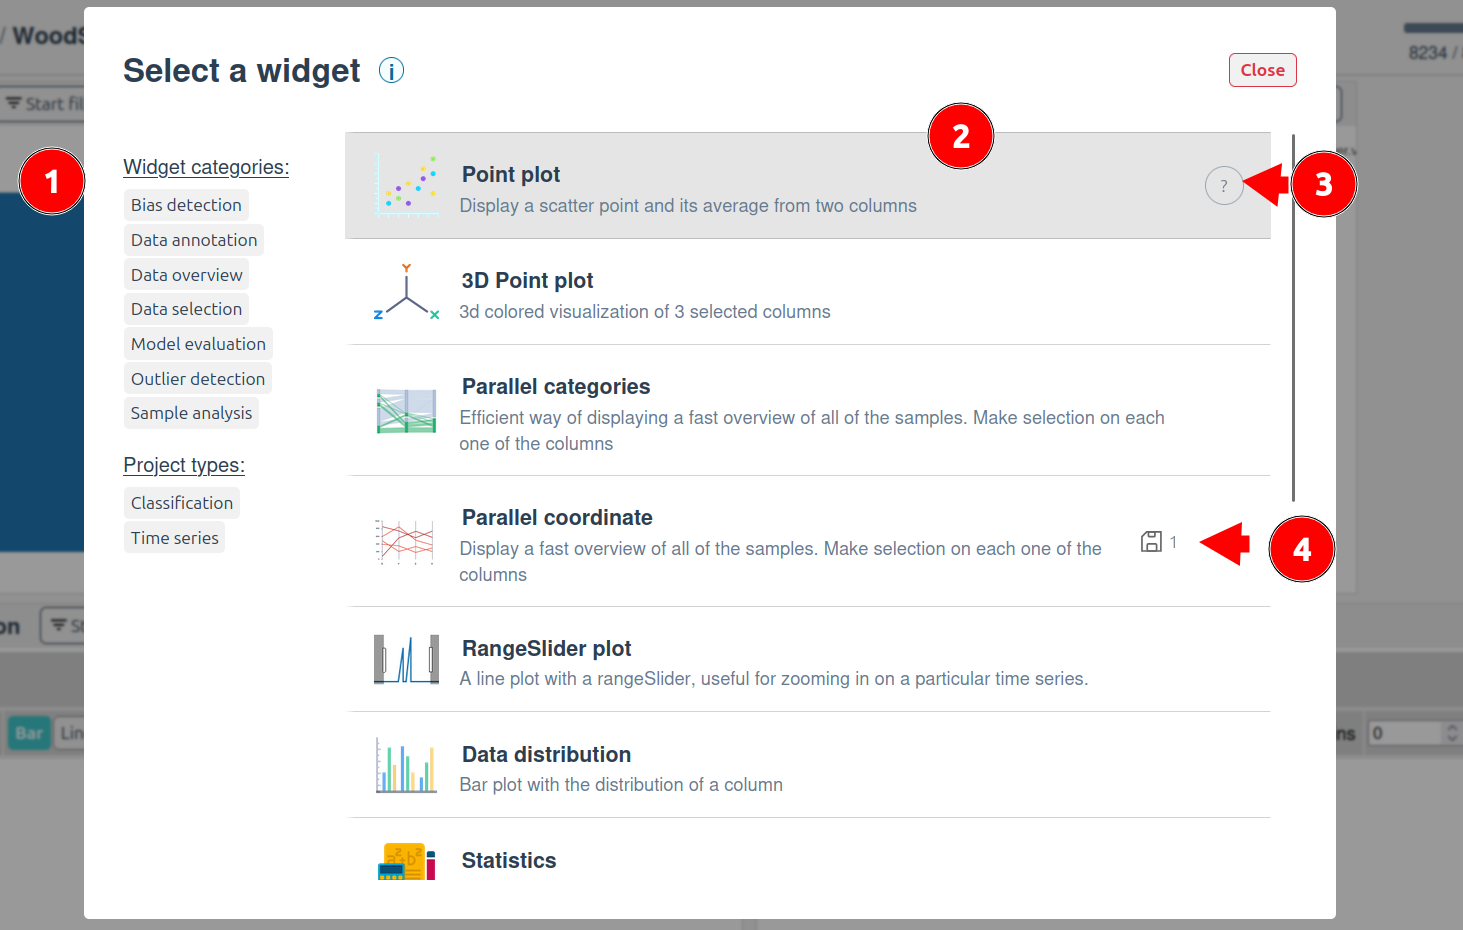 / WoodS
8234 /
Start fil
Select a widget i
Close
1
2
3
4
Widget categories:
Bias detection
Data annotation
Data overview
Data selection
Model evaluation
Outlier detection
Sample analysis
Project types:
Classification
Time series
Point plot
Display a scatter point and its average from two columns
?
Y
Z
X
3D Point plot
3d colored visualization of 3 selected columns
Parallel categories
Efficient way of displaying a fast overview of all of the samples. Make selection on each
one of the columns
Parallel coordinate
Display a fast overview of all of the samples. Make selection on each one of the
columns
1
RangeSlider plot
A line plot with a rangeSlider, useful for zooming in on a particular time series.
Data distribution
Bar plot with the distribution of a column
a²+b²
Statistics
on
St
Bar
Lin
ns
0